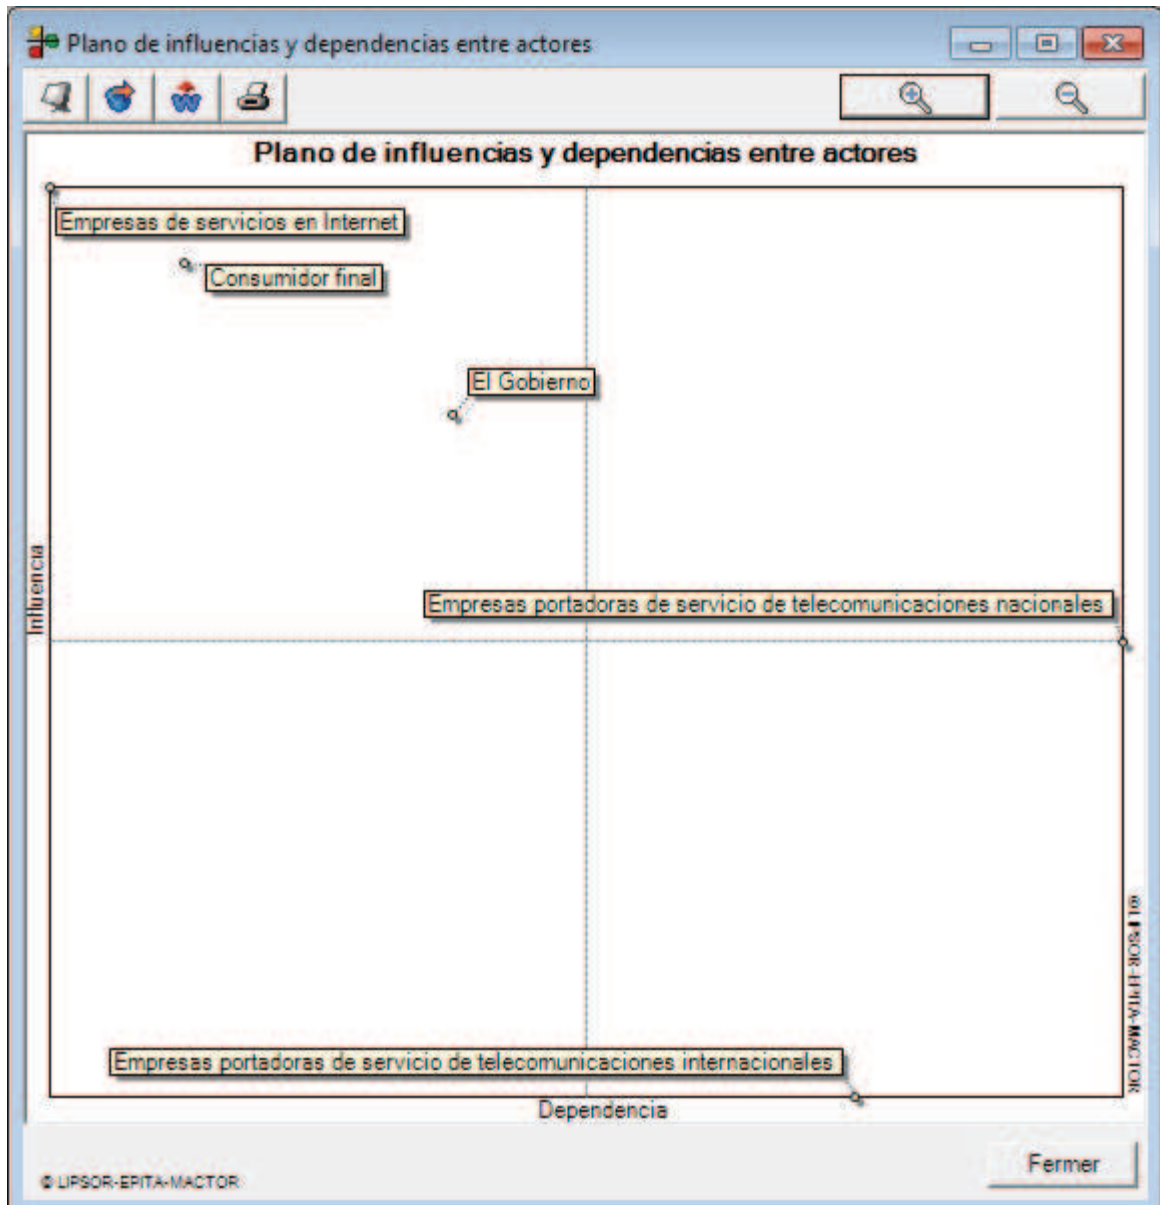 Plano de influencias y dependencias entre actores
Plano de influencias y dependencias entre actores
Empresas de servicios en Internet
Consumidor final
El Gobierno
Influencia
Empresas portadoras de servicio de telecomunicaciones nacionales
Empresas portadoras de servicio de telecomunicaciones internacionales
Dependencia
©LIPSOR-EPITA-MACTOR
Fermer
© LIPSOR-EPITA-MACTOR